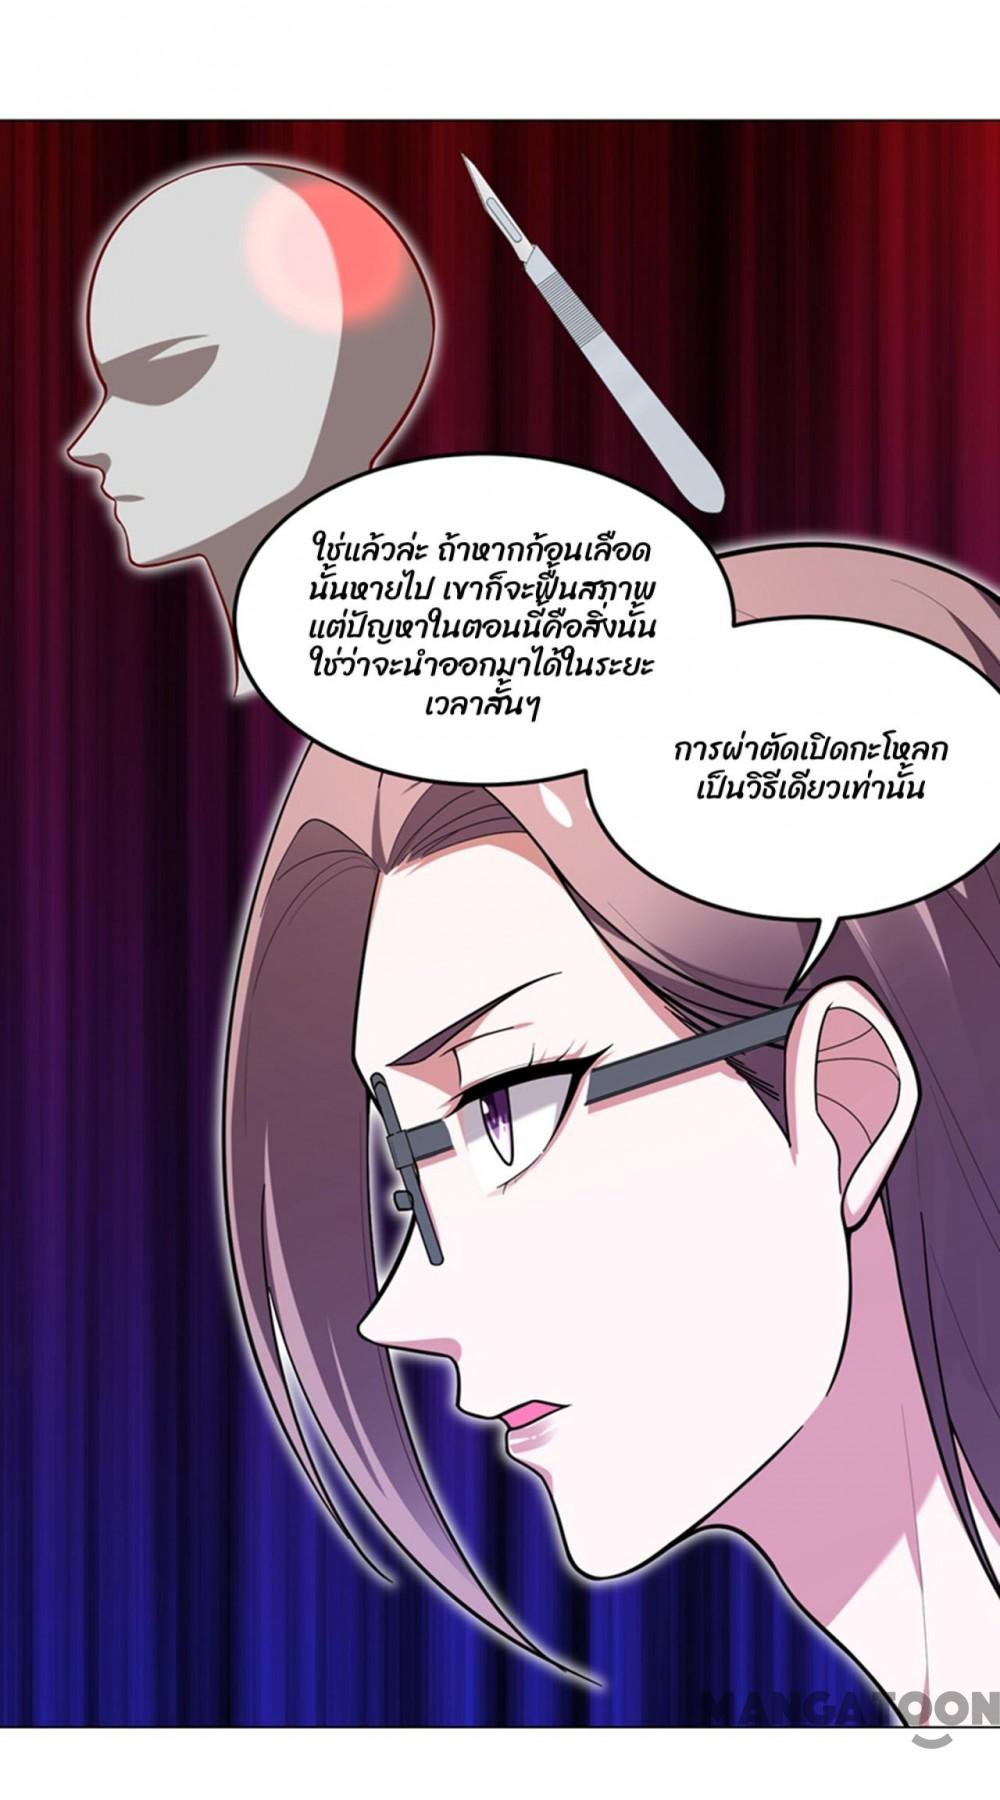 ใช่แล้วล่ะ ถ้าหากก้อนเลือด
นั้นหายไป เขาก็จะฟื้นสภาพ
แต่ปัญหาในตอนนี้คือสิ่งนั้น
ใช่ว่าจะนำออกมาได้ในระยะ
เวลาสั้นๆ
การผ่าตัดเปิดกะโหลก
เป็นวิธีเดียวเท่านั้น
MANGATOON